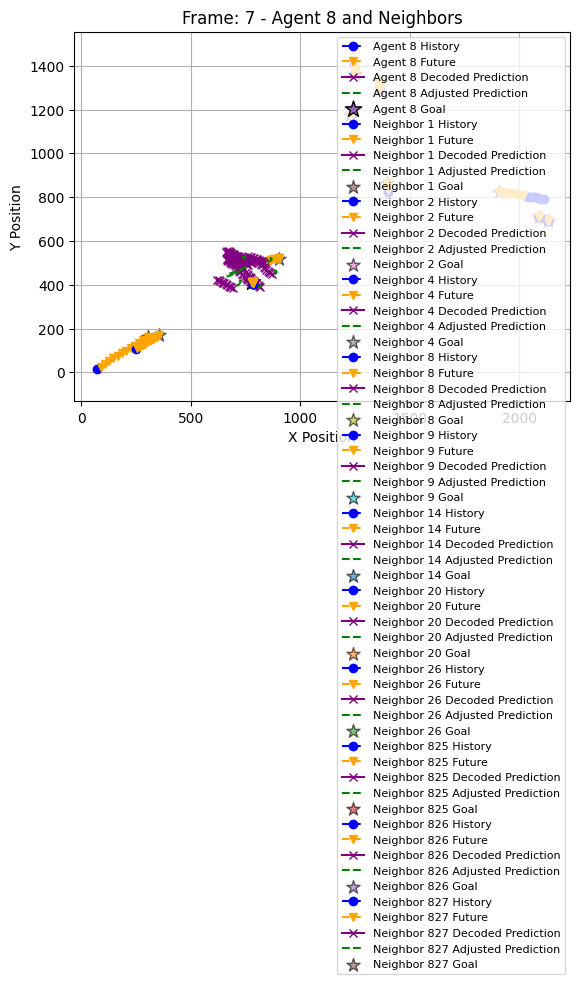 Frame: 7 - Agent 8 and Neighbors
1400
1200
1000
800
600
400
200
0
Y Position
0
500
1000
1500
2000
X Position
Agent 8 History
Agent 8 Future
Agent 8 Decoded Prediction
Agent 8 Adjusted Prediction
Agent 8 Goal
Neighbor 1 History
Neighbor 1 Future
Neighbor 1 Decoded Prediction
Neighbor 1 Adjusted Prediction
Neighbor 1 Goal
Neighbor 2 History
Neighbor 2 Future
Neighbor 2 Decoded Prediction
Neighbor 2 Adjusted Prediction
Neighbor 2 Goal
Neighbor 4 History
Neighbor 4 Future
Neighbor 4 Decoded Prediction
Neighbor 4 Adjusted Prediction
Neighbor 4 Goal
Neighbor 8 History
Neighbor 8 Future
Neighbor 8 Decoded Prediction
Neighbor 8 Adjusted Prediction
Neighbor 8 Goal
Neighbor 9 History
Neighbor 9 Future
Neighbor 9 Decoded Prediction
Neighbor 9 Adjusted Prediction
Neighbor 9 Goal
Neighbor 14 History
Neighbor 14 Future
Neighbor 14 Decoded Prediction
Neighbor 14 Adjusted Prediction
Neighbor 14 Goal
Neighbor 20 History
Neighbor 20 Future
Neighbor 20 Decoded Prediction
Neighbor 20 Adjusted Prediction
Neighbor 20 Goal
Neighbor 26 History
Neighbor 26 Future
Neighbor 26 Decoded Prediction
Neighbor 26 Adjusted Prediction
Neighbor 26 Goal
Neighbor 825 History
Neighbor 825 Future
Neighbor 825 Decoded Prediction
Neighbor 825 Adjusted Prediction
Neighbor 825 Goal
Neighbor 826 History
Neighbor 826 Future
Neighbor 826 Decoded Prediction
Neighbor 826 Adjusted Prediction
Neighbor 826 Goal
Neighbor 827 History
Neighbor 827 Future
Neighbor 827 Decoded Prediction
Neighbor 827 Adjusted Prediction
Neighbor 827 Goal